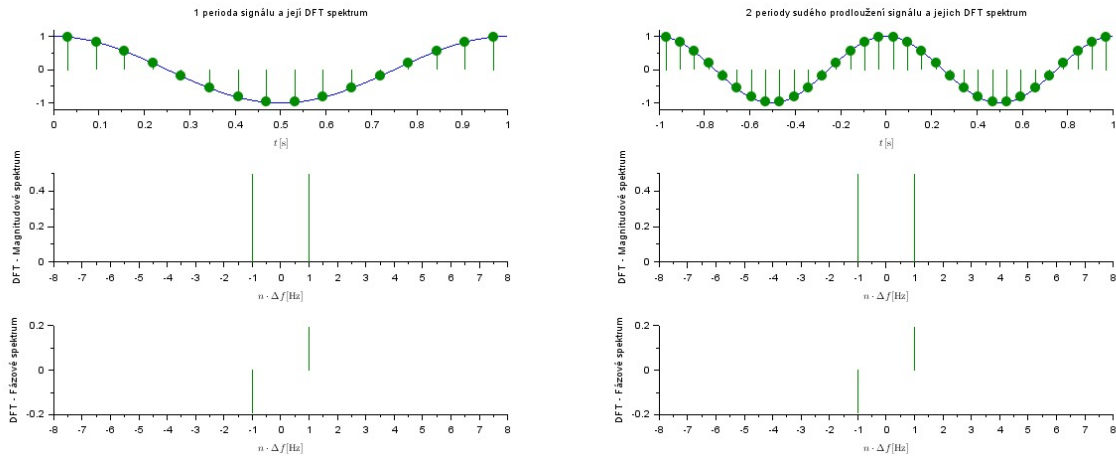 1 perioda signálu a její DFT spektrum
1
0
-1
0 0.1 0.2 0.3 0.4 0.5 0.6 0.7 0.8 0.9 1
t[s]
DFT - Magnitudové spektrum
0.4
0.2
0
-8 -7 -6 -5 -4 -3 -2 -1 0 1 2 3 4 5 6 7 8
n · Δf[Hz]
DFT - Fázové spektrum
0.2
0
-0.2
-8 -7 -6 -5 -4 -3 -2 -1 0 1 2 3 4 5 6 7 8
n · Δf[Hz]
2 periody sudého prodloužení signálu a jejich DFT spektrum
1
0
-1
-1 -0.8 -0.6 -0.4 -0.2 0 0.2 0.4 0.6 0.8 1
t[s]
DFT - Magnitudové spektrum
0.4
0.2
0
-8 -7 -6 -5 -4 -3 -2 -1 0 1 2 3 4 5 6 7 8
n · Δf[Hz]
DFT - Fázové spektrum
0.2
0
-0.2
-8 -7 -6 -5 -4 -3 -2 -1 0 1 2 3 4 5 6 7 8
n · Δf[Hz]